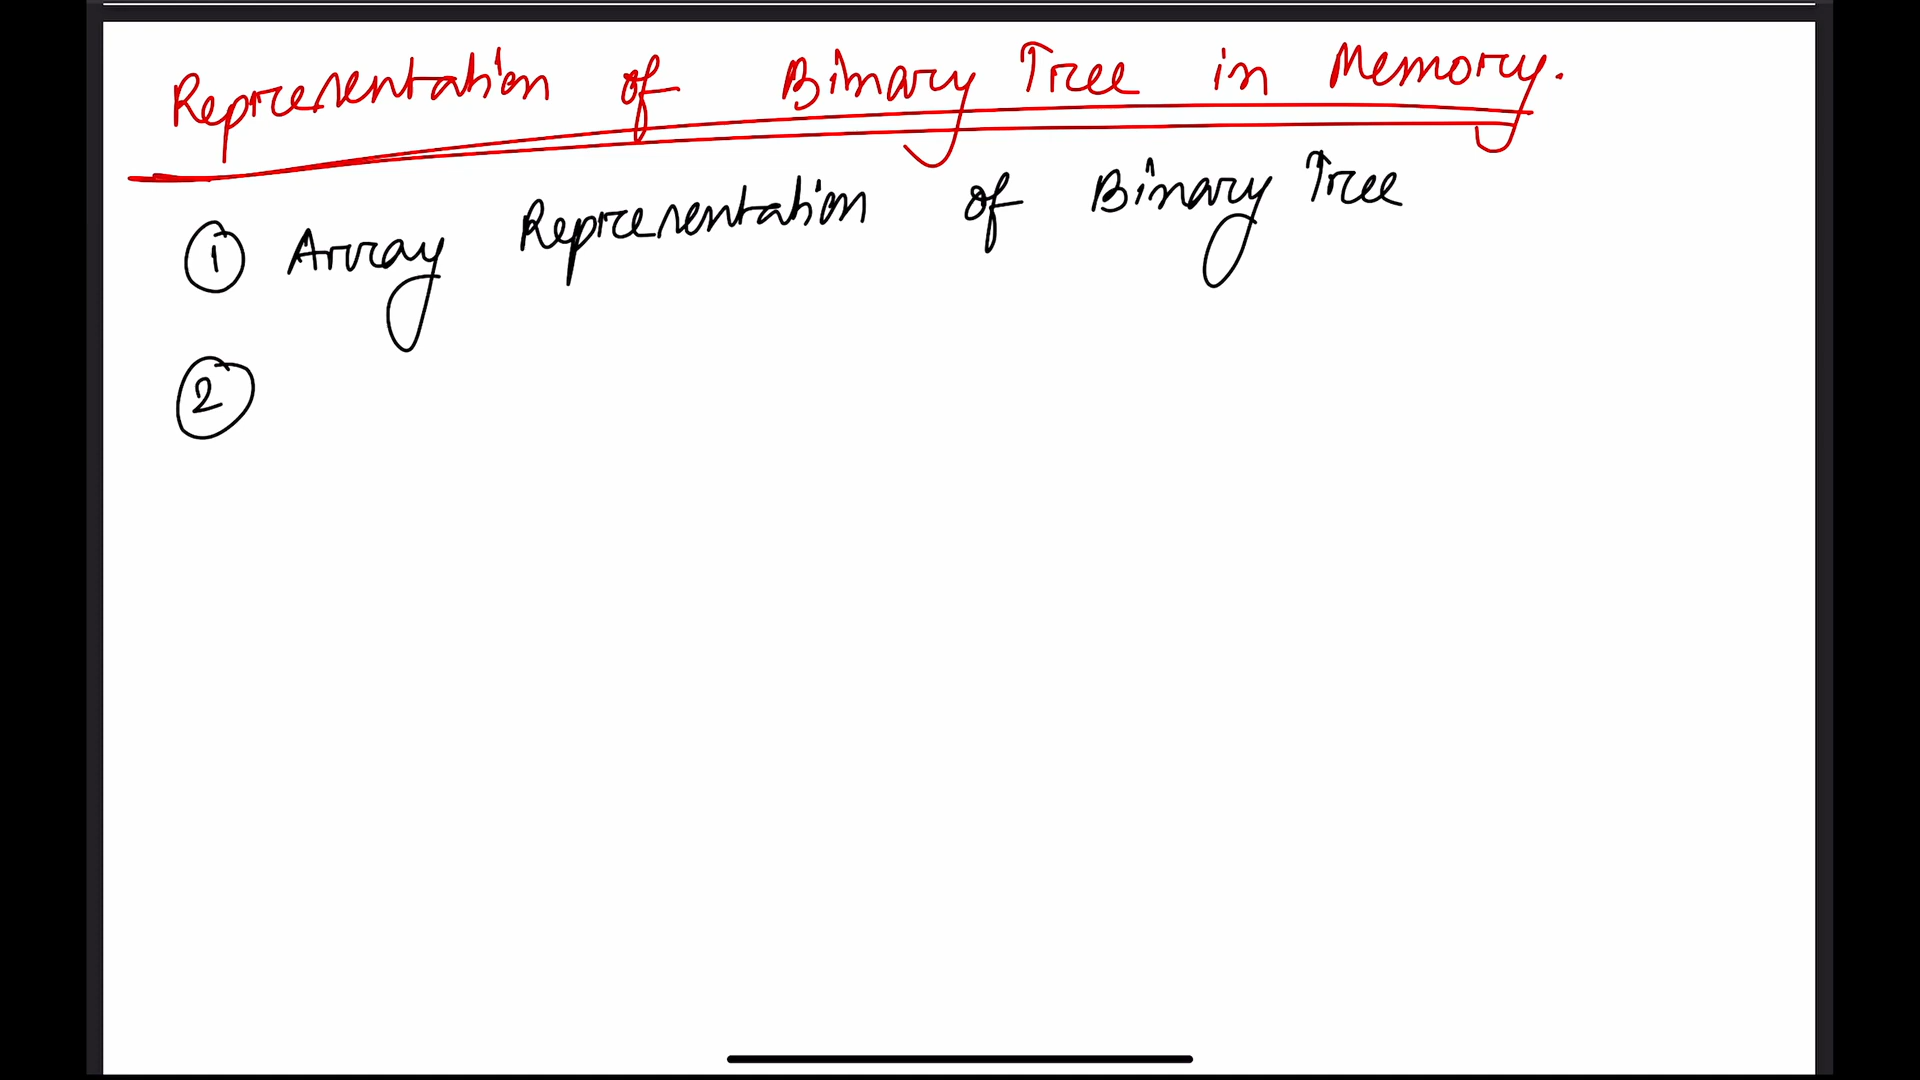 Representation of Binary Tree in Memory.
1 Array Representation of Binary Tree
2